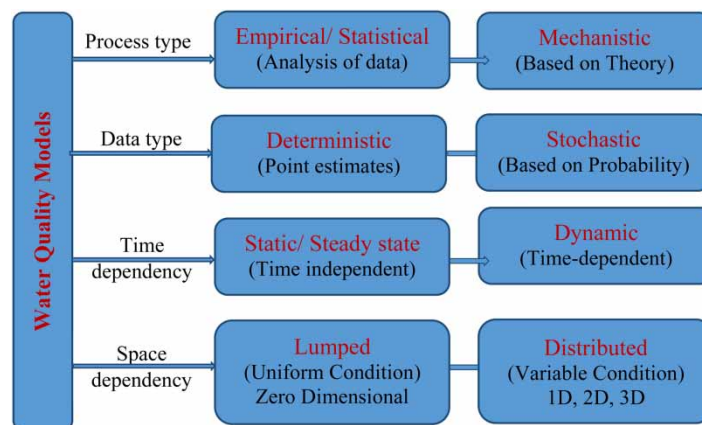 Water Quality Models
Process type
Empirical/ Statistical
(Analysis of data)
Mechanistic
(Based on Theory)
Data type
Deterministic
(Point estimates)
Stochastic
(Based on Probability)
Time
dependency
Static/ Steady state
(Time independent)
Dynamic
(Time-dependent)
Space
dependency
Lumped
(Uniform Condition)
Zero Dimensional
Distributed
(Variable Condition)
1D, 2D, 3D